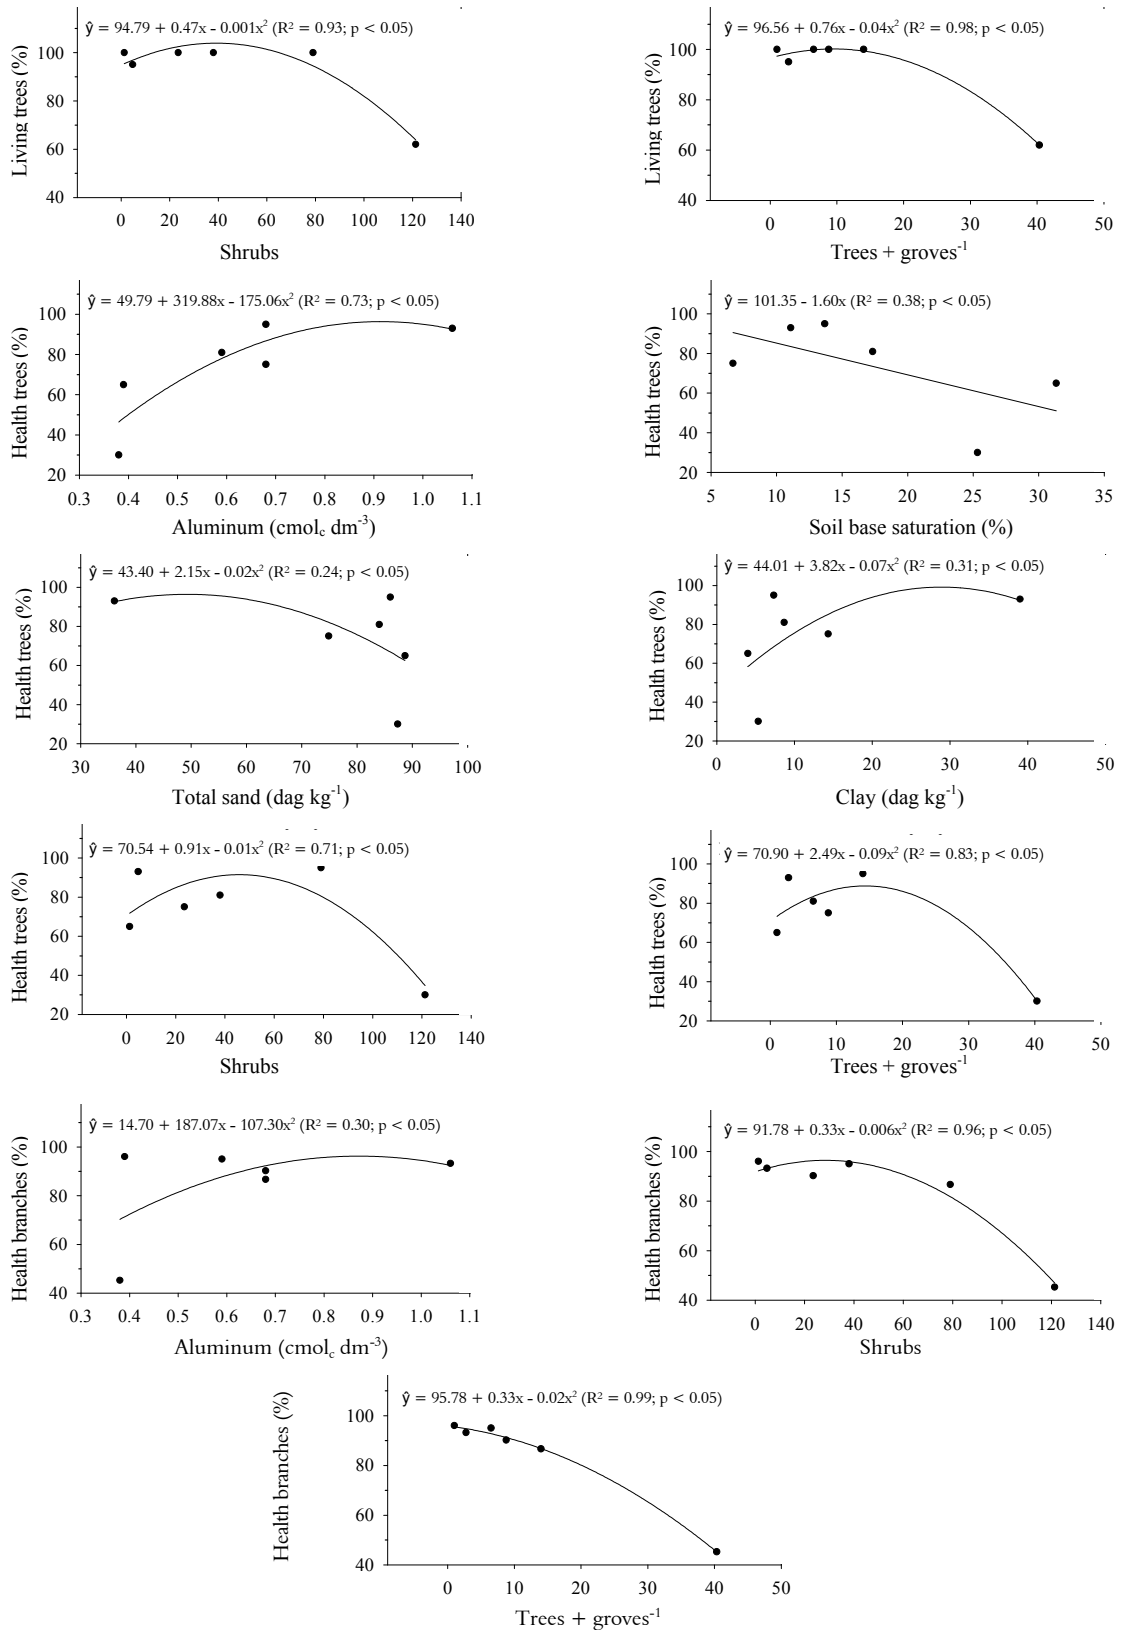 ŷ = 94.79 + 0.47x - 0.001x² (R² = 0.93; p < 0.05)
Living trees (%)
100
80
60
40
0 20 40 60 80 100 120 140
Shrubs
ŷ = 96.56 + 0.76x - 0.04x² (R² = 0.98; p < 0.05)
Living trees (%)
100
80
60
40
0 10 20 30 40 50
Trees + groves⁻¹
ŷ = 49.79 + 319.88x - 175.06x² (R² = 0.73; p < 0.05)
Health trees (%)
100
80
60
40
20
0.3 0.4 0.5 0.6 0.7 0.8 0.9 1.0 1.1
Aluminum (cmol꜀ dm⁻³)
ŷ = 101.35 - 1.60x (R² = 0.38; p < 0.05)
Health trees (%)
100
80
60
40
20
5 10 15 20 25 30 35
Soil base saturation (%)
ŷ = 43.40 + 2.15x - 0.02x² (R² = 0.24; p < 0.05)
Health trees (%)
100
80
60
40
20
30 40 50 60 70 80 90 100
Total sand (dag kg⁻¹)
ŷ = 44.01 + 3.82x - 0.07x² (R² = 0.31; p < 0.05)
Health trees (%)
100
80
60
40
20
0 10 20 30 40 50
Clay (dag kg⁻¹)
ŷ = 70.54 + 0.91x - 0.01x² (R² = 0.71; p < 0.05)
Health trees (%)
100
80
60
40
20
0 20 40 60 80 100 120 140
Shrubs
ŷ = 70.90 + 2.49x - 0.09x² (R² = 0.83; p < 0.05)
Health trees (%)
100
80
60
40
20
0 10 20 30 40 50
Trees + groves⁻¹
ŷ = 14.70 + 187.07x - 107.30x² (R² = 0.30; p < 0.05)
Health branches (%)
100
80
60
40
0.3 0.4 0.5 0.6 0.7 0.8 0.9 1.0 1.1
Aluminum (cmol꜀ dm⁻³)
ŷ = 91.78 + 0.33x - 0.006x² (R² = 0.96; p < 0.05)
Health branches (%)
100
80
60
40
0 20 40 60 80 100 120 140
Shrubs
ŷ = 95.78 + 0.33x - 0.02x² (R² = 0.99; p < 0.05)
Health branches (%)
100
80
60
40
0 10 20 30 40 50
Trees + groves⁻¹